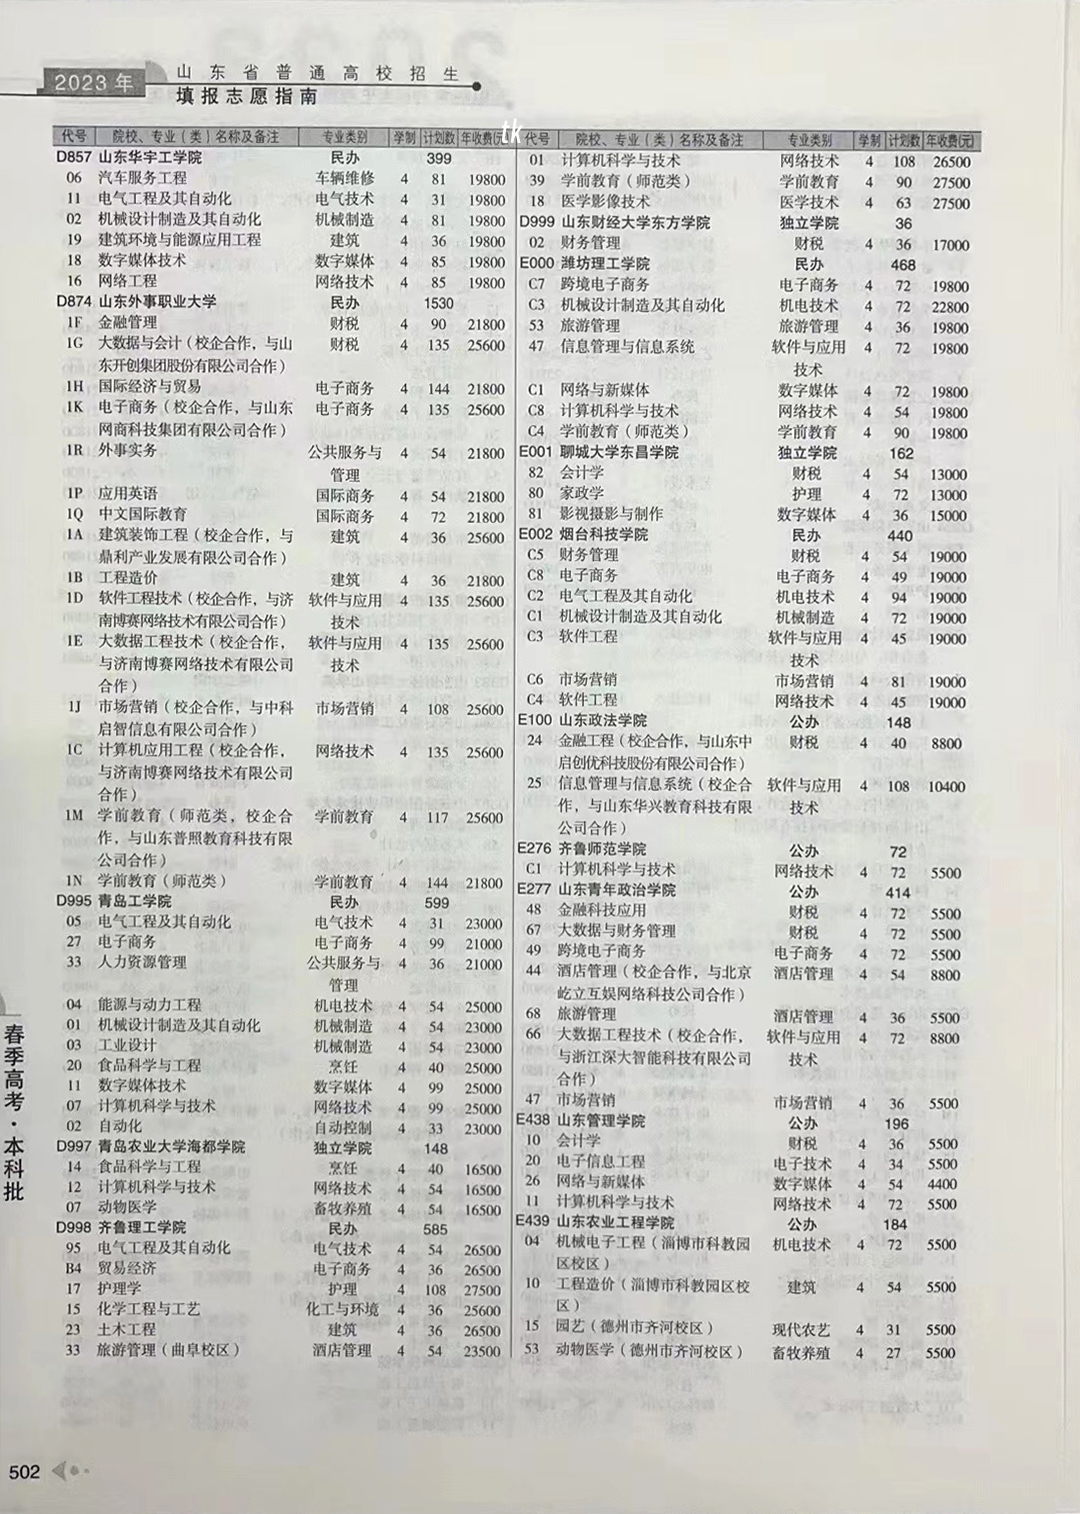 2023年
山东省普通高校招生
填报志愿指南
tk
代号 院校、专业（类）名称及备注 专业类别 学制 计划数 年收费(元)
D857 山东华宇工学院 民办 399
06 汽车服务工程 车辆维修 4 81 19800
11 电气工程及其自动化 电气技术 4 31 19800
02 机械设计制造及其自动化 机械制造 4 81 19800
19 建筑环境与能源应用工程 建筑 4 36 19800
18 数字媒体技术 数字媒体 4 85 19800
16 网络工程 网络技术 4 85 19800
D874 山东外事职业大学 民办 1530
1F 金融管理 财税 4 90 21800
1G 大数据与会计（校企合作，与山 财税 4 135 25600
东开创集团股份有限公司合作）
1H 国际经济与贸易 电子商务 4 144 21800
1K 电子商务（校企合作，与山东 电子商务 4 135 25600
网商科技集团有限公司合作）
1R 外事实务 公共服务与 4 54 21800
管理
1P 应用英语 国际商务 4 54 21800
1Q 中文国际教育 国际商务 4 72 21800
1A 建筑装饰工程（校企合作，与 建筑 4 36 25600
鼎利产业发展有限公司合作）
1B 工程造价 建筑 4 36 21800
1D 软件工程技术（校企合作，与济 软件与应用 4 135 25600
南博赛网络技术有限公司合作） 技术
1E 大数据工程技术（校企合作， 软件与应用 4 135 25600
与济南博赛网络技术有限公司 技术
合作）
1J 市场营销（校企合作，与中科 市场营销 4 108 25600
启智信息有限公司合作）
1C 计算机应用工程（校企合作， 网络技术 4 135 25600
与济南博赛网络技术有限公司
合作）
1M 学前教育（师范类，校企合 学前教育 4 117 25600
作，与山东普照教育科技有限
公司合作）
1N 学前教育（师范类） 学前教育 4 144 21800
D995 青岛工学院 民办 599
05 电气工程及其自动化 电气技术 4 31 23000
27 电子商务 电子商务 4 99 21000
33 人力资源管理 公共服务与 4 36 21000
管理
04 能源与动力工程 机电技术 4 54 25000
01 机械设计制造及其自动化 机械制造 4 54 23000
03 工业设计 机械制造 4 54 23000
20 食品科学与工程 烹饪 4 40 25000
11 数字媒体技术 数字媒体 4 99 25000
07 计算机科学与技术 网络技术 4 99 25000
02 自动化 自动控制 4 33 23000
D997 青岛农业大学海都学院 独立学院 148
14 食品科学与工程 烹饪 4 40 16500
12 计算机科学与技术 网络技术 4 54 16500
07 动物医学 畜牧养殖 4 54 16500
D998 齐鲁理工学院 民办 585
95 电气工程及其自动化 电气技术 4 54 26500
B4 贸易经济 电子商务 4 36 26500
17 护理学 护理 4 108 27500
15 化学工程与工艺 化工与环境 4 36 25600
23 土木工程 建筑 4 36 26500
33 旅游管理（曲阜校区） 酒店管理 4 54 23500
代号 院校、专业（类）名称及备注 专业类别 学制 计划数 年收费(元)
01 计算机科学与技术 网络技术 4 108 26500
39 学前教育（师范类） 学前教育 4 90 27500
18 医学影像技术 医学技术 4 63 27500
D999 山东财经大学东方学院 独立学院 36
02 财务管理 财税 4 36 17000
E000 潍坊理工学院 民办 468
C7 跨境电子商务 电子商务 4 72 19800
C3 机械设计制造及其自动化 机电技术 4 72 22800
53 旅游管理 旅游管理 4 36 19800
47 信息管理与信息系统 软件与应用 4 72 19800
技术
C1 网络与新媒体 数字媒体 4 72 19800
C8 计算机科学与技术 网络技术 4 54 19800
C4 学前教育（师范类） 学前教育 4 90 19800
E001 聊城大学东昌学院 独立学院 162
82 会计学 财税 4 54 13000
80 家政学 护理 4 72 13000
81 影视摄影与制作 数字媒体 4 36 15000
E002 烟台科技学院 民办 440
C5 财务管理 财税 4 54 19000
C8 电子商务 电子商务 4 49 19000
C2 电气工程及其自动化 机电技术 4 94 19000
C1 机械设计制造及其自动化 机械制造 4 72 19000
C3 软件工程 软件与应用 4 45 19000
技术
C6 市场营销 市场营销 4 81 19000
C4 软件工程 网络技术 4 45 19000
E100 山东政法学院 公办 148
24 金融工程（校企合作，与山东中 财税 4 40 8800
启创优科技股份有限公司合作）
25 信息管理与信息系统（校企合 软件与应用 4 108 10400
作，与山东华兴教育科技有限 技术
公司合作）
E276 齐鲁师范学院 公办 72
C1 计算机科学与技术 网络技术 4 72 5500
E277 山东青年政治学院 公办 414
48 金融科技应用 财税 4 72 5500
67 大数据与财务管理 财税 4 72 5500
49 跨境电子商务 电子商务 4 72 5500
44 酒店管理（校企合作，与北京 酒店管理 4 54 8800
屹立互娱网络科技公司合作）
68 旅游管理 酒店管理 4 36 5500
66 大数据工程技术（校企合作， 软件与应用 4 72 8800
与浙江深大智能科技有限公司 技术
合作）
47 市场营销 市场营销 4 36 5500
E438 山东管理学院 公办 196
10 会计学 财税 4 36 5500
20 电子信息工程 电子技术 4 34 5500
26 网络与新媒体 数字媒体 4 54 4400
11 计算机科学与技术 网络技术 4 72 5500
E439 山东农业工程学院 公办 184
04 机械电子工程（淄博市科教园 机电技术 4 72 5500
区校区）
10 工程造价（淄博市科教园区校 建筑 4 54 5500
区）
15 园艺（德州市齐河校区） 现代农艺 4 31 5500
53 动物医学（德州市齐河校区） 畜牧养殖 4 27 5500
春季高考·本科批
502